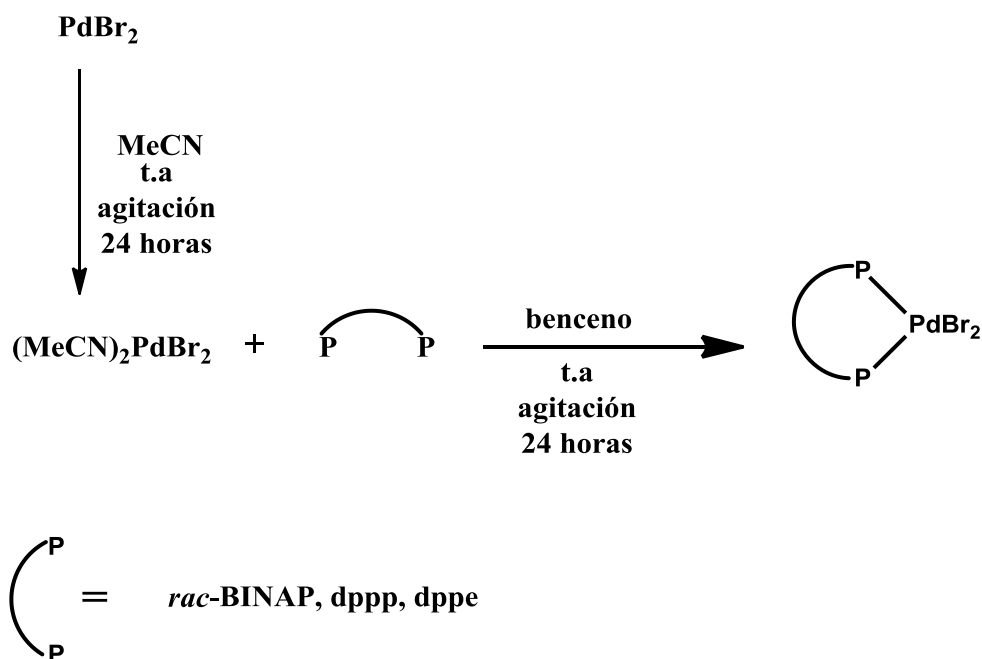 PdBr₂
MeCN
t.a
agitación
24 horas
(MeCN)₂PdBr₂ + P P
benceno
t.a
agitación
24 horas
P
PdBr₂
P
P
= rac-BINAP, dppp, dppe
P